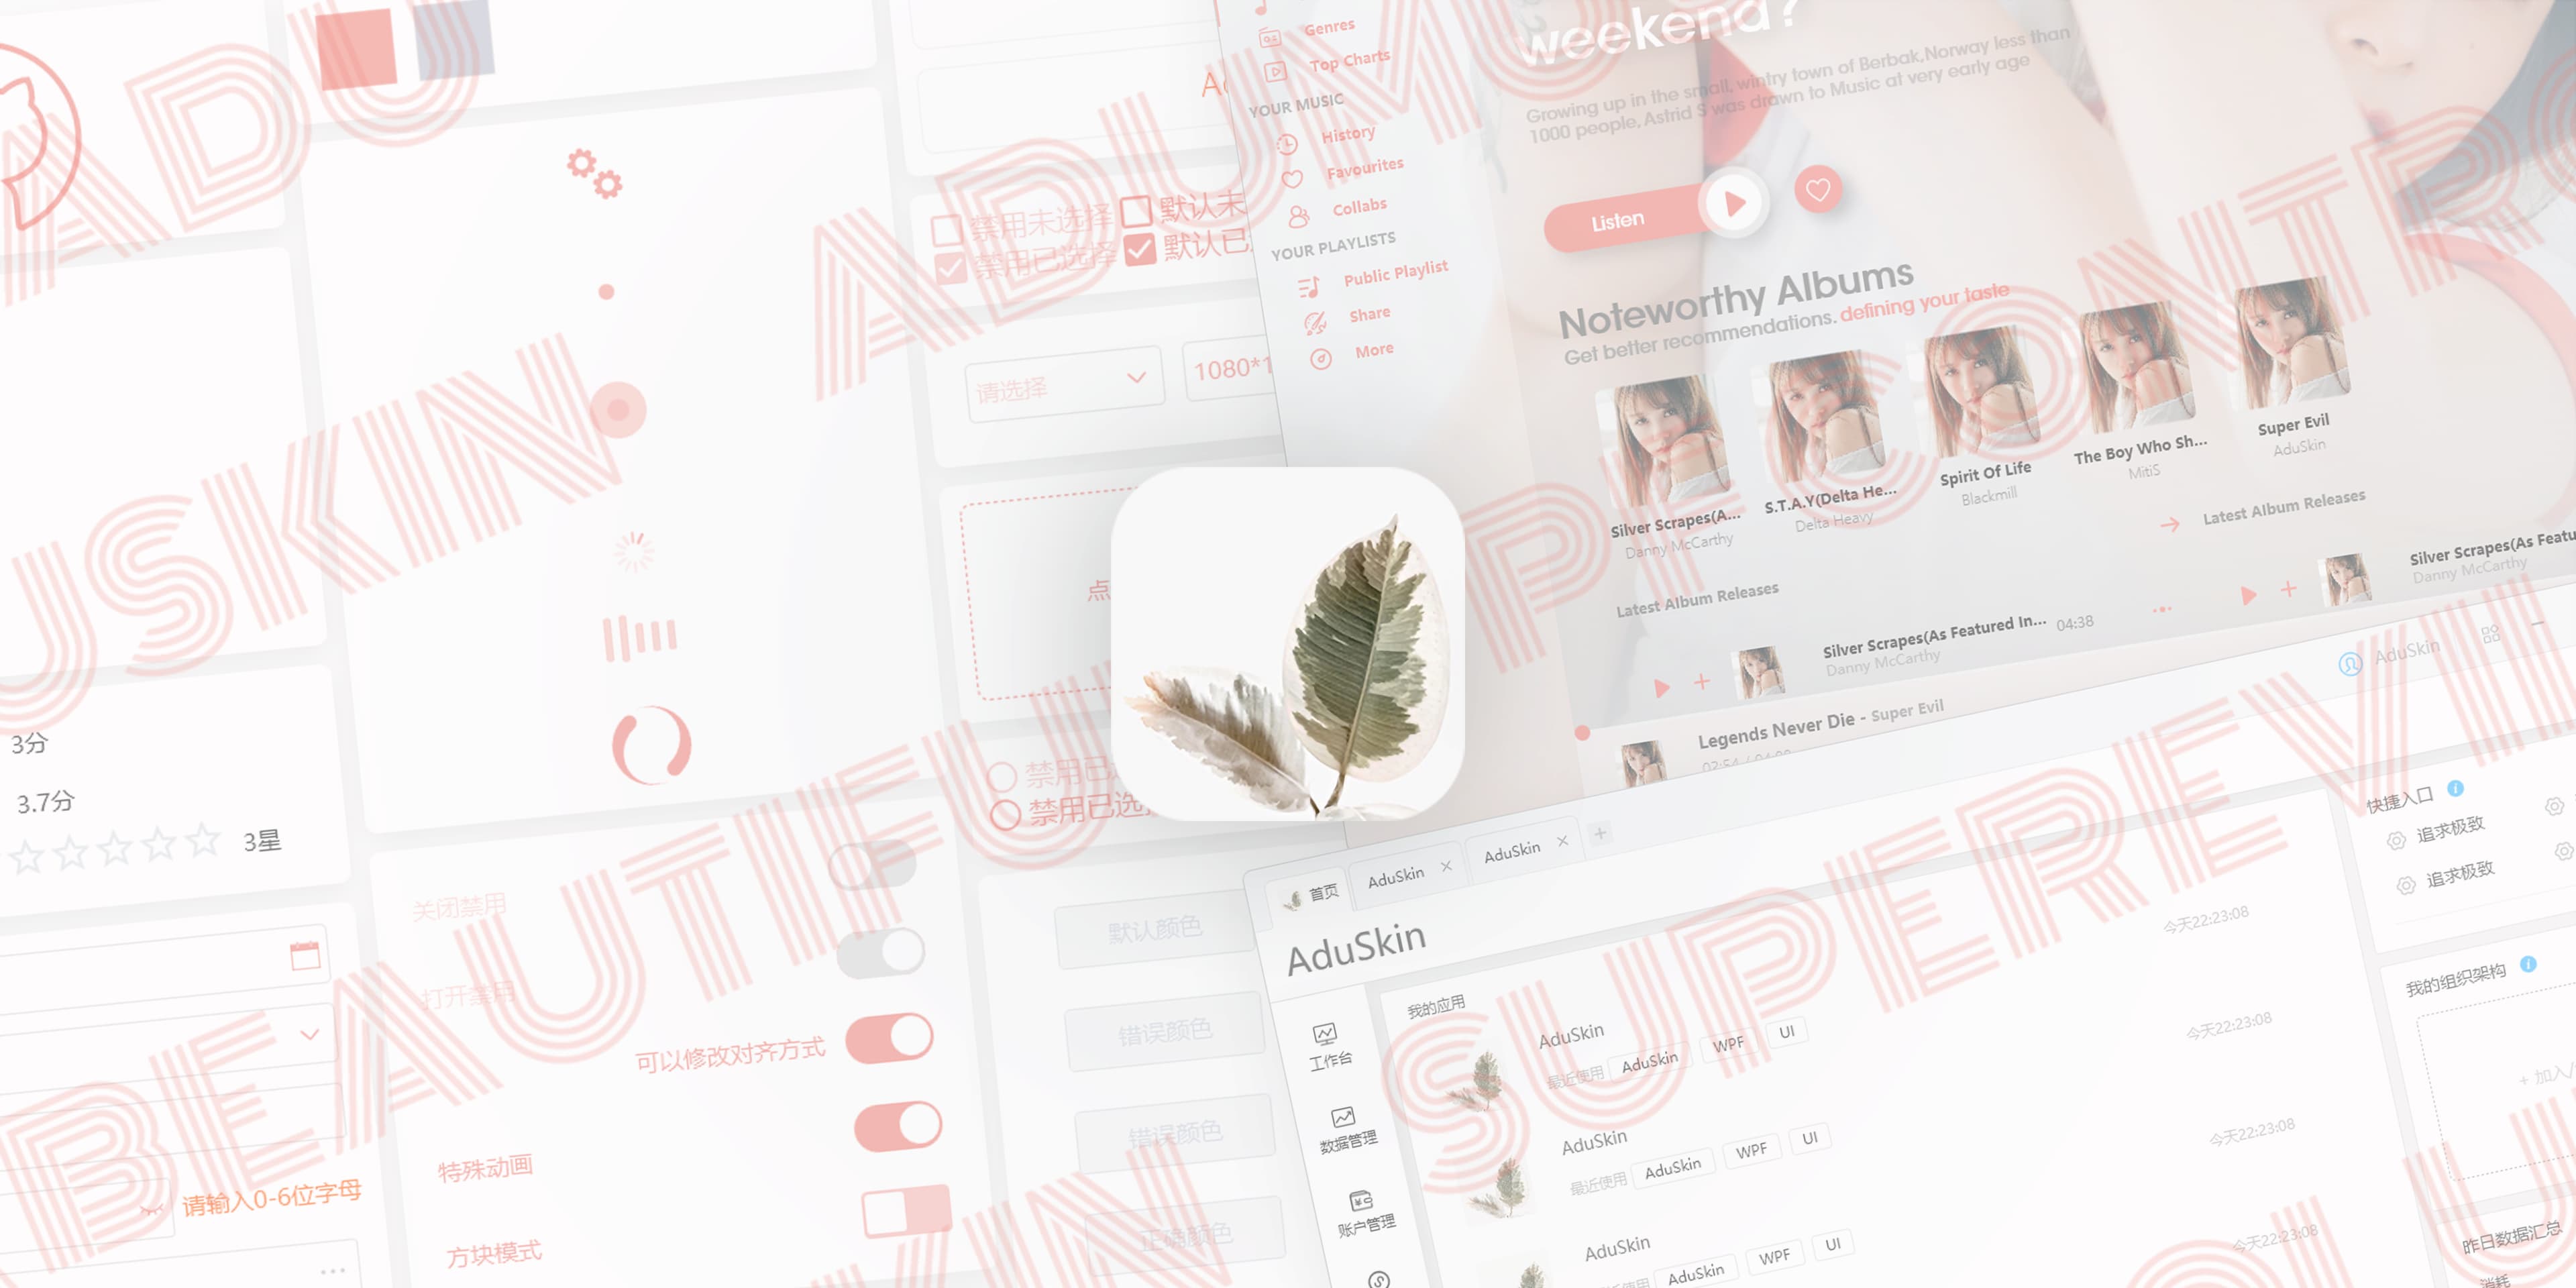 ADU
ADUSKIN
ADUMUSIC
BEAUTIFUL
SUPEREVIL
weekend?
Growing up in the small, wintry town of Berbak,Norway less than
1000 people, Astrid S was drawn to Music at very early age
Listen
Genres
Top Charts
YOUR MUSIC
History
Favourites
Collabs
YOUR PLAYLISTS
Public Playlist
Share
More
Noteworthy Albums
Get better recommendations. defining your taste
Silver Scrapes(A...
Danny McCarthy
S.T.A.Y(Delta He...
Delta Heavy
Spirit Of Life
Blackmill
The Boy Who Sh...
MitiS
Super Evil
AduSkin
Latest Album Releases
Latest Album Releases
Silver Scrapes(As Featured In...
04:38
Danny McCarthy
Silver Scrapes(As Featu
Danny McCarthy
Legends Never Die - Super Evil
禁用未选择
默认未
禁用已选择
默认已
请选择
1080*1
点
禁用已
禁用已选
3分
3.7分
3星
请输入0-6位字母
关闭禁用
打开禁用
可以修改对齐方式
特殊动画
方块模式
默认颜色
错误颜色
错误颜色
正确颜色
AduSkin
首页
AduSkin
AduSkin
AduSkin
工作台
数据管理
账户管理
我的应用
AduSkin
最近使用 AduSkin WPF UI
今天22:23:08
AduSkin
最近使用 AduSkin WPF UI
今天22:23:08
AduSkin
最近使用 AduSkin WPF UI
今天22:23:08
今天22:23:08
快捷入口
追求极致
追求极致
我的组织架构
+ 加入
昨日数据汇总
消耗